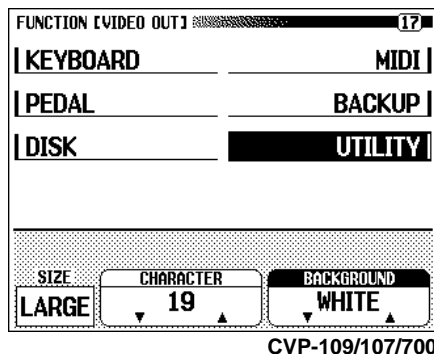 FUNCTION [VIDEO OUT] 17
KEYBOARD MIDI
PEDAL BACKUP
DISK UTILITY
SIZE CHARACTER BACKGROUND
LARGE 19 WHITE
CVP-109/107/700